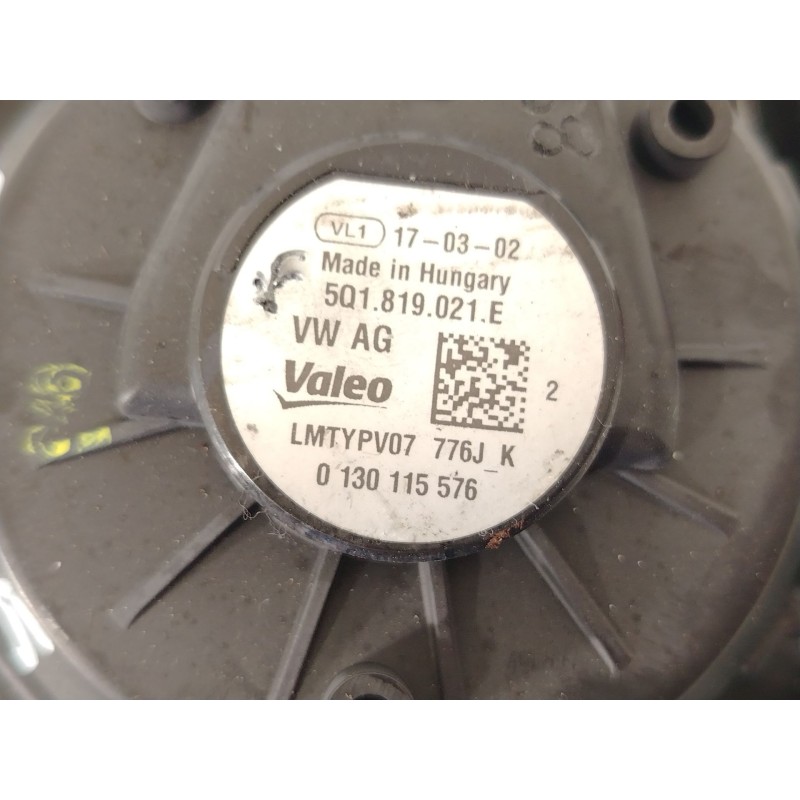 VL1 17-03-02
Made in Hungary
5Q1.819.021.E
VW AG
Valeo
2
LMTYPV07 776J_K
0 130 115 576